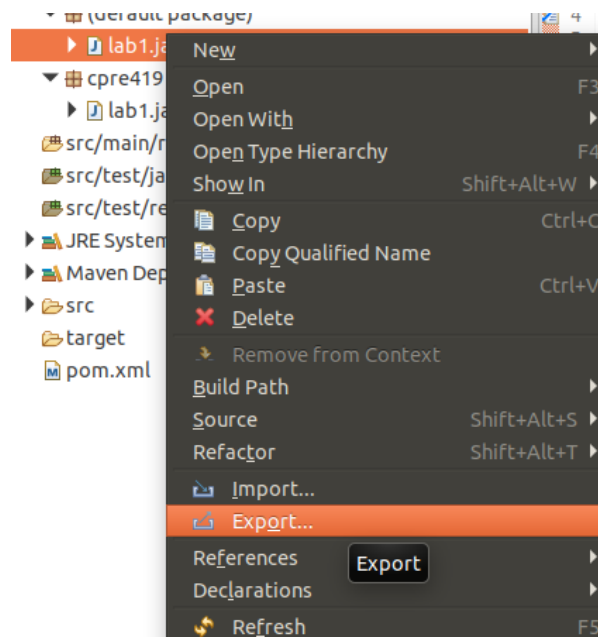 (default package)
4
lab1.ja
New
cpre419
Open F3
lab1.ja
Open With
src/main/r
Open Type Hierarchy F4
src/test/ja
Show In Shift+Alt+W
src/test/re
Copy Ctrl+C
JRE System
Copy Qualified Name
Maven Dep
Paste Ctrl+V
src
Delete
target
Remove from Context
pom.xml
Build Path
Source Shift+Alt+S
Refactor Shift+Alt+T
Import...
Export...
References
Export
Declarations
Refresh F5